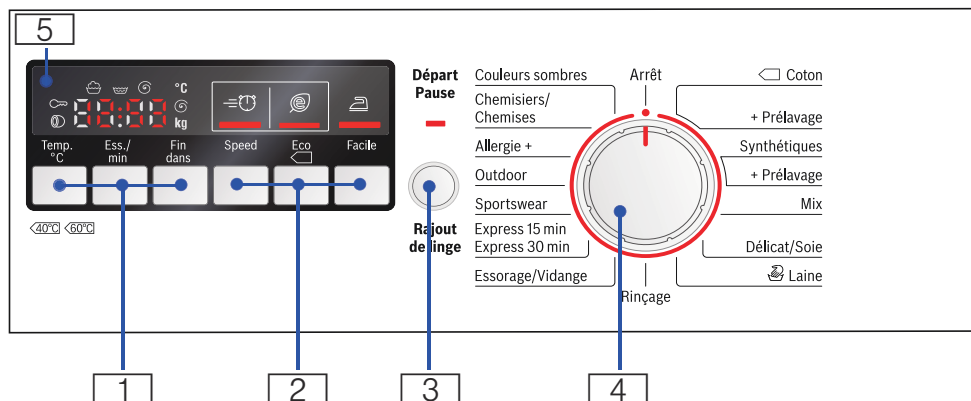 5
°C
kg
Temp.
°C
Ess./
min
Fin
dans
Speed
Eco
Facile
40°C 60°C
Départ
Pause
Rajout
de linge
Couleurs sombres
Chemisiers/
Chemises
Allergie +
Outdoor
Sportswear
Express 15 min
Express 30 min
Essorage/Vidange
Arrêt
Rinçage
Coton
+ Prélavage
Synthétiques
+ Prélavage
Mix
Délicat/Soie
Laine
1
2
3
4